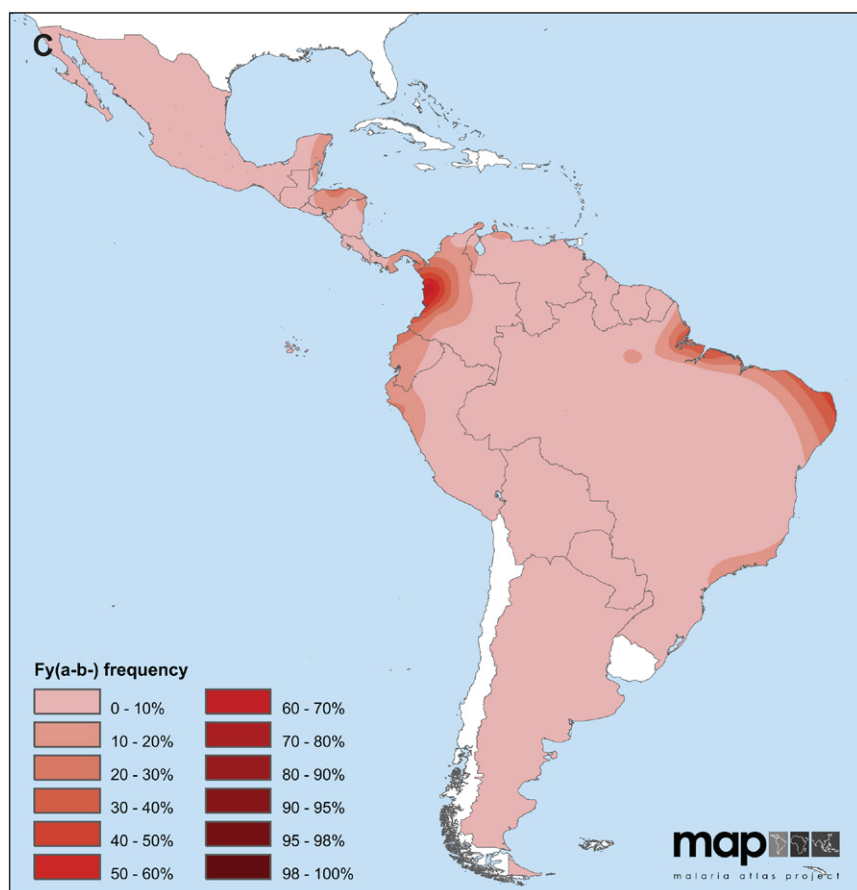 C
Fy(a-b-) frequency
0 - 10%
10 - 20%
20 - 30%
30 - 40%
40 - 50%
50 - 60%
60 - 70%
70 - 80%
80 - 90%
90 - 95%
95 - 98%
98 - 100%
map
malaria atlas project